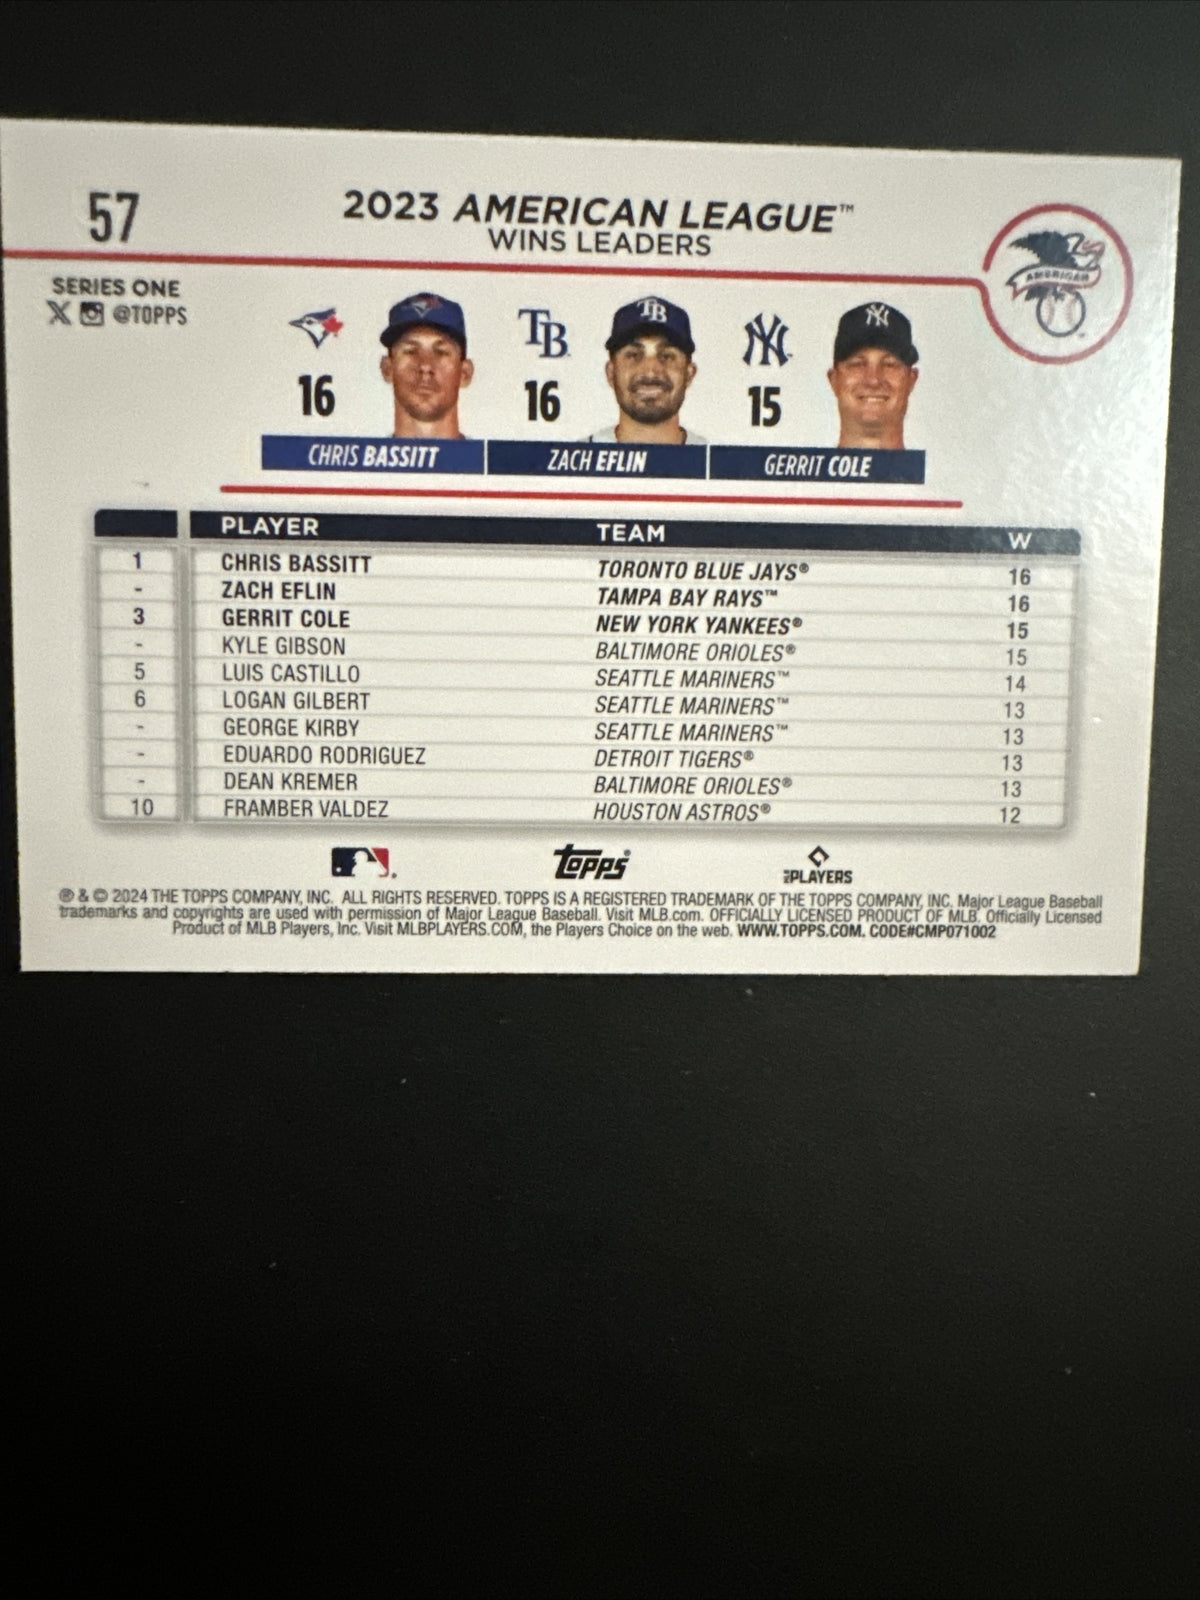 57
2023 AMERICAN LEAGUE™
WINS LEADERS
AMERICAN
SERIES ONE
@TOPPS
TB TB NY NY
16 16 15
CHRIS BASSITT ZACH EFLIN GERRIT COLE
PLAYER TEAM W
1 CHRIS BASSITT TORONTO BLUE JAYS® 16
- ZACH EFLIN TAMPA BAY RAYS™ 16
3 GERRIT COLE NEW YORK YANKEES® 15
- KYLE GIBSON BALTIMORE ORIOLES® 15
5 LUIS CASTILLO SEATTLE MARINERS™ 14
6 LOGAN GILBERT SEATTLE MARINERS™ 13
- GEORGE KIRBY SEATTLE MARINERS™ 13
- EDUARDO RODRIGUEZ DETROIT TIGERS® 13
- DEAN KREMER BALTIMORE ORIOLES® 13
10 FRAMBER VALDEZ HOUSTON ASTROS® 12
Topps® PLAYERS
® & © 2024 THE TOPPS COMPANY, INC. ALL RIGHTS RESERVED. TOPPS IS A REGISTERED TRADEMARK OF THE TOPPS COMPANY, INC. Major League Baseball
trademarks and copyrights are used with permission of Major League Baseball. Visit MLB.com. OFFICIALLY LICENSED PRODUCT OF MLB. Officially Licensed
Product of MLB Players, Inc. Visit MLBPLAYERS.COM, the Players Choice on the web. WWW.TOPPS.COM. CODE#CMP071002